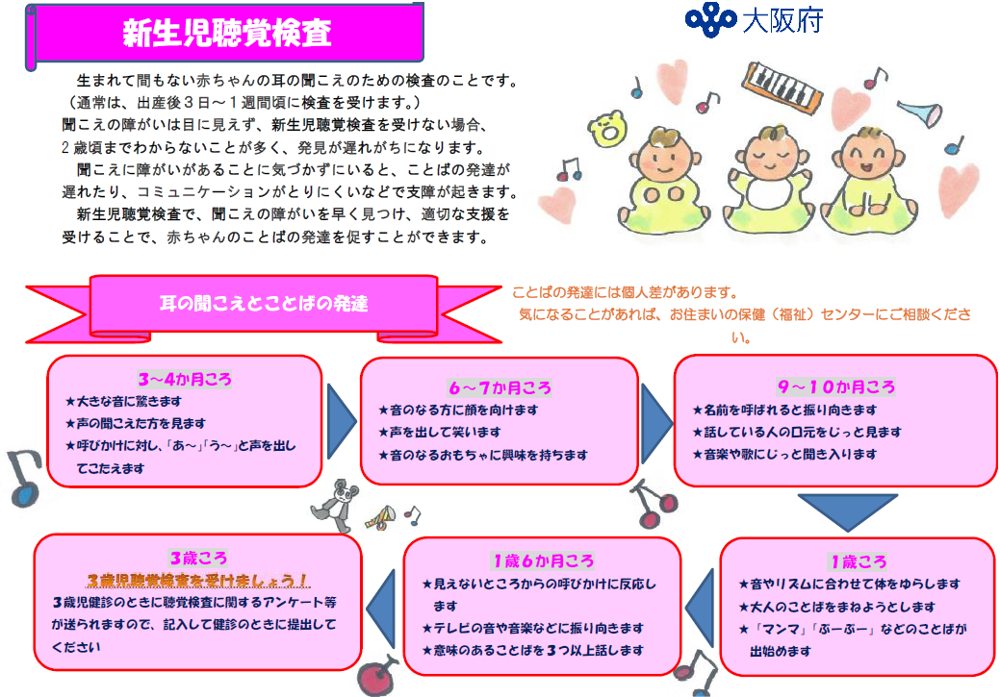 新生児聴覚検査
大阪府
生まれて間もない赤ちゃんの耳の聞こえのための検査のことです。
（通常は、出産後３日～１週間頃に検査を受けます。）
聞こえの障がいは目に見えず、新生児聴覚検査を受けない場合、
２歳頃までわからないことが多く、発見が遅れがちになります。
聞こえに障がいがあることに気づかずにいると、ことばの発達が
遅れたり、コミュニケーションがとりにくいなどで支障が起きます。
新生児聴覚検査で、聞こえの障がいを早く見つけ、適切な支援を
受けることで、赤ちゃんのことばの発達を促すことができます。
耳の聞こえとことばの発達
ことばの発達には個人差があります。
気になることがあれば、お住まいの保健（福祉）センターにご相談くださ
い。
３～４か月ころ
★大きな音に驚きます
★声の聞こえた方を見ます
★呼びかけに対し、「あ～」「う～」と声を出し
てこたえます
６～７か月ころ
★音のなる方に顔を向けます
★声を出して笑います
★音のなるおもちゃに興味を持ちます
９～１０か月ころ
★名前を呼ばれると振り向きます
★話している人の口元をじっと見ます
★音楽や歌にじっと聞き入ります
１歳ころ
★音やリズムに合わせて体をゆらします
★大人のことばをまねようとします
★「マンマ」「ぶーぶー」などのことばが
出始めます
１歳６か月ころ
★見えないところからの呼びかけに反応し
ます
★テレビの音や音楽などに振り向きます
★意味のあることばを３つ以上話します
３歳ころ
３歳児聴覚検査を受けましょう！
３歳児健診のときに聴覚検査に関するアンケート等
が送られますので、記入して健診のときに提出して
ください